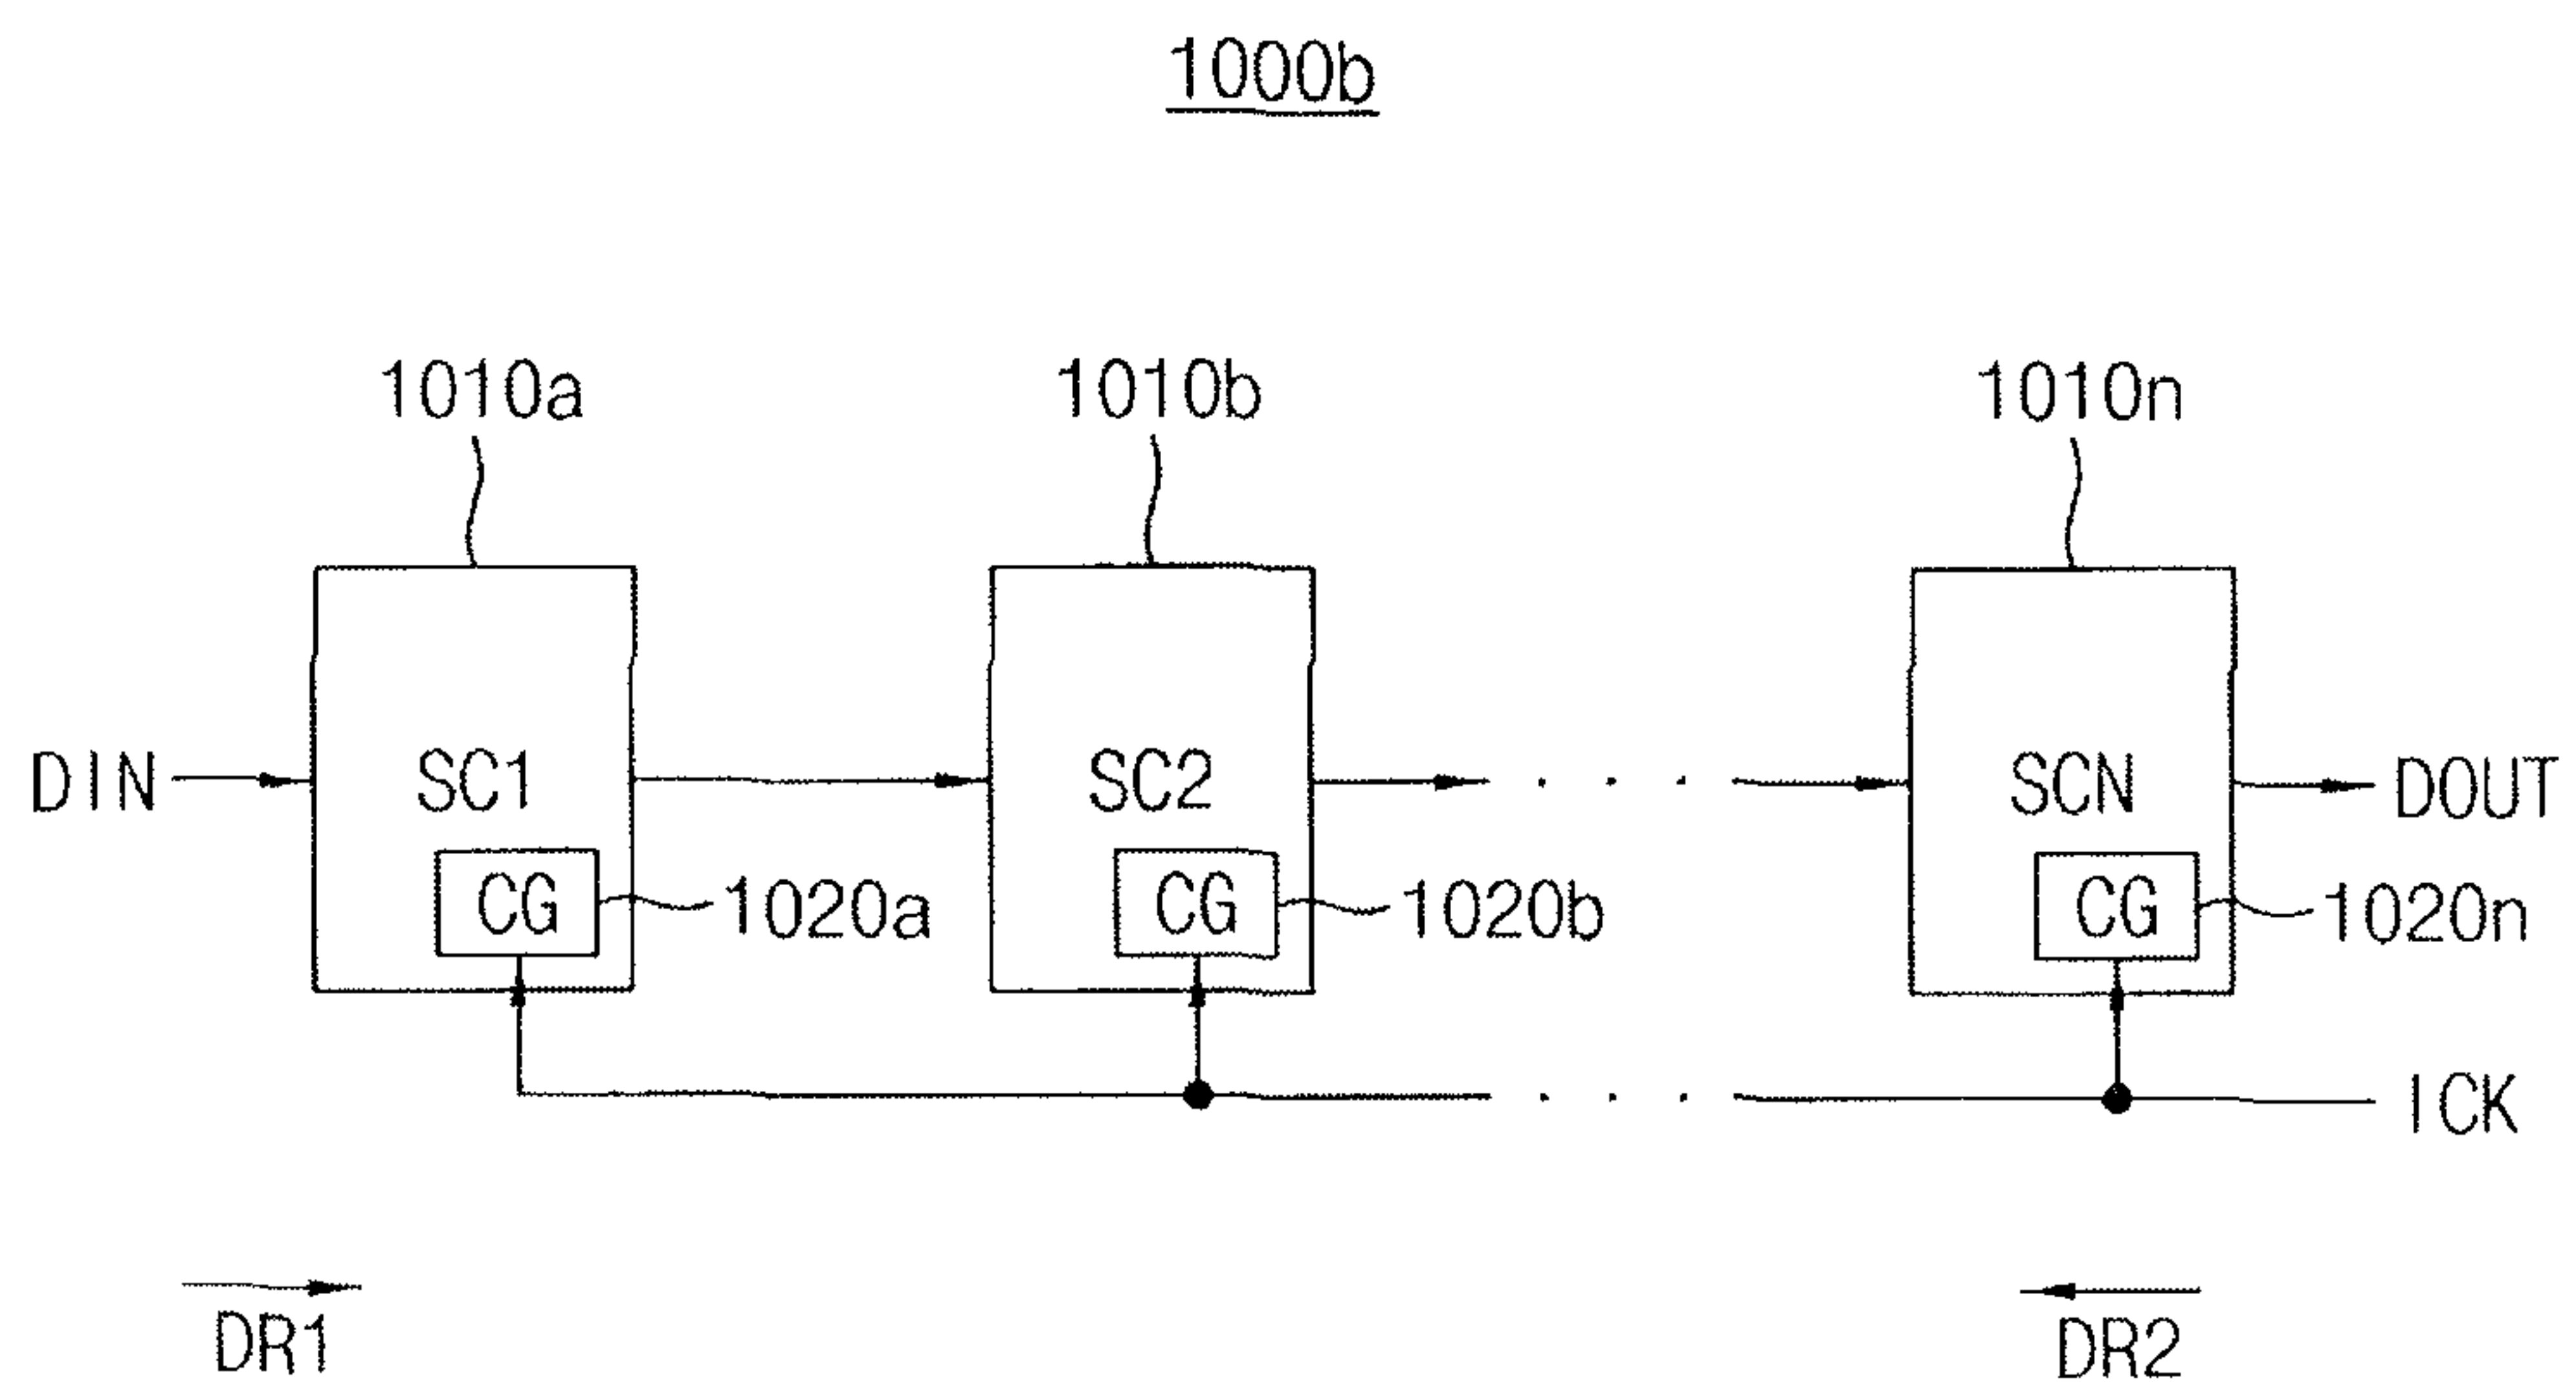 1000b
1010a 1010b 1010n
DIN SC1 SC2 . . . SCN DOUT
CG 1020a CG 1020b CG 1020n
. . . ICK
DR1 DR2